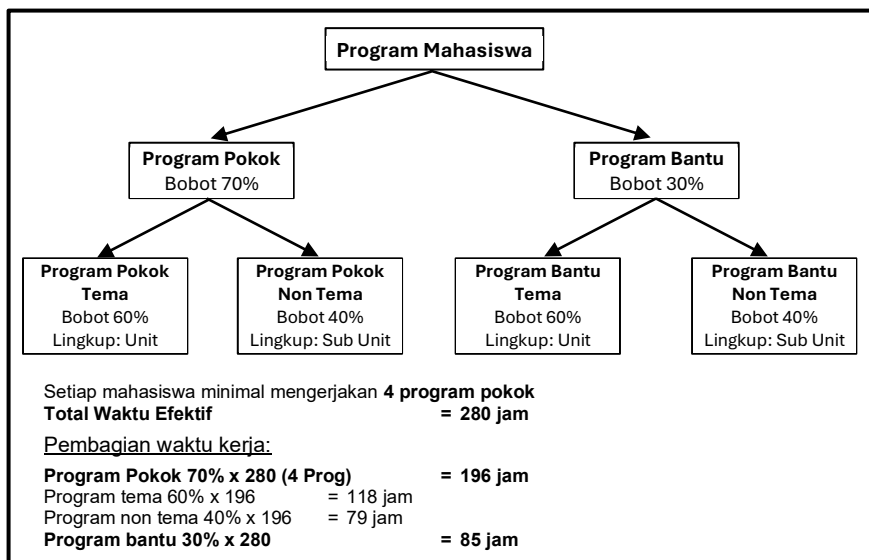 Program Mahasiswa
Program Pokok
Bobot 70%
Program Bantu
Bobot 30%
Program Pokok
Tema
Bobot 60%
Lingkup: Unit
Program Pokok
Non Tema
Bobot 40%
Lingkup: Sub Unit
Program Bantu
Tema
Bobot 60%
Lingkup: Unit
Program Bantu
Non Tema
Bobot 40%
Lingkup: Sub Unit
Setiap mahasiswa minimal mengerjakan 4 program pokok
Total Waktu Efektif = 280 jam
Pembagian waktu kerja:
Program Pokok 70% x 280 (4 Prog) = 196 jam
Program tema 60% x 196 = 118 jam
Program non tema 40% x 196 = 79 jam
Program bantu 30% x 280 = 85 jam